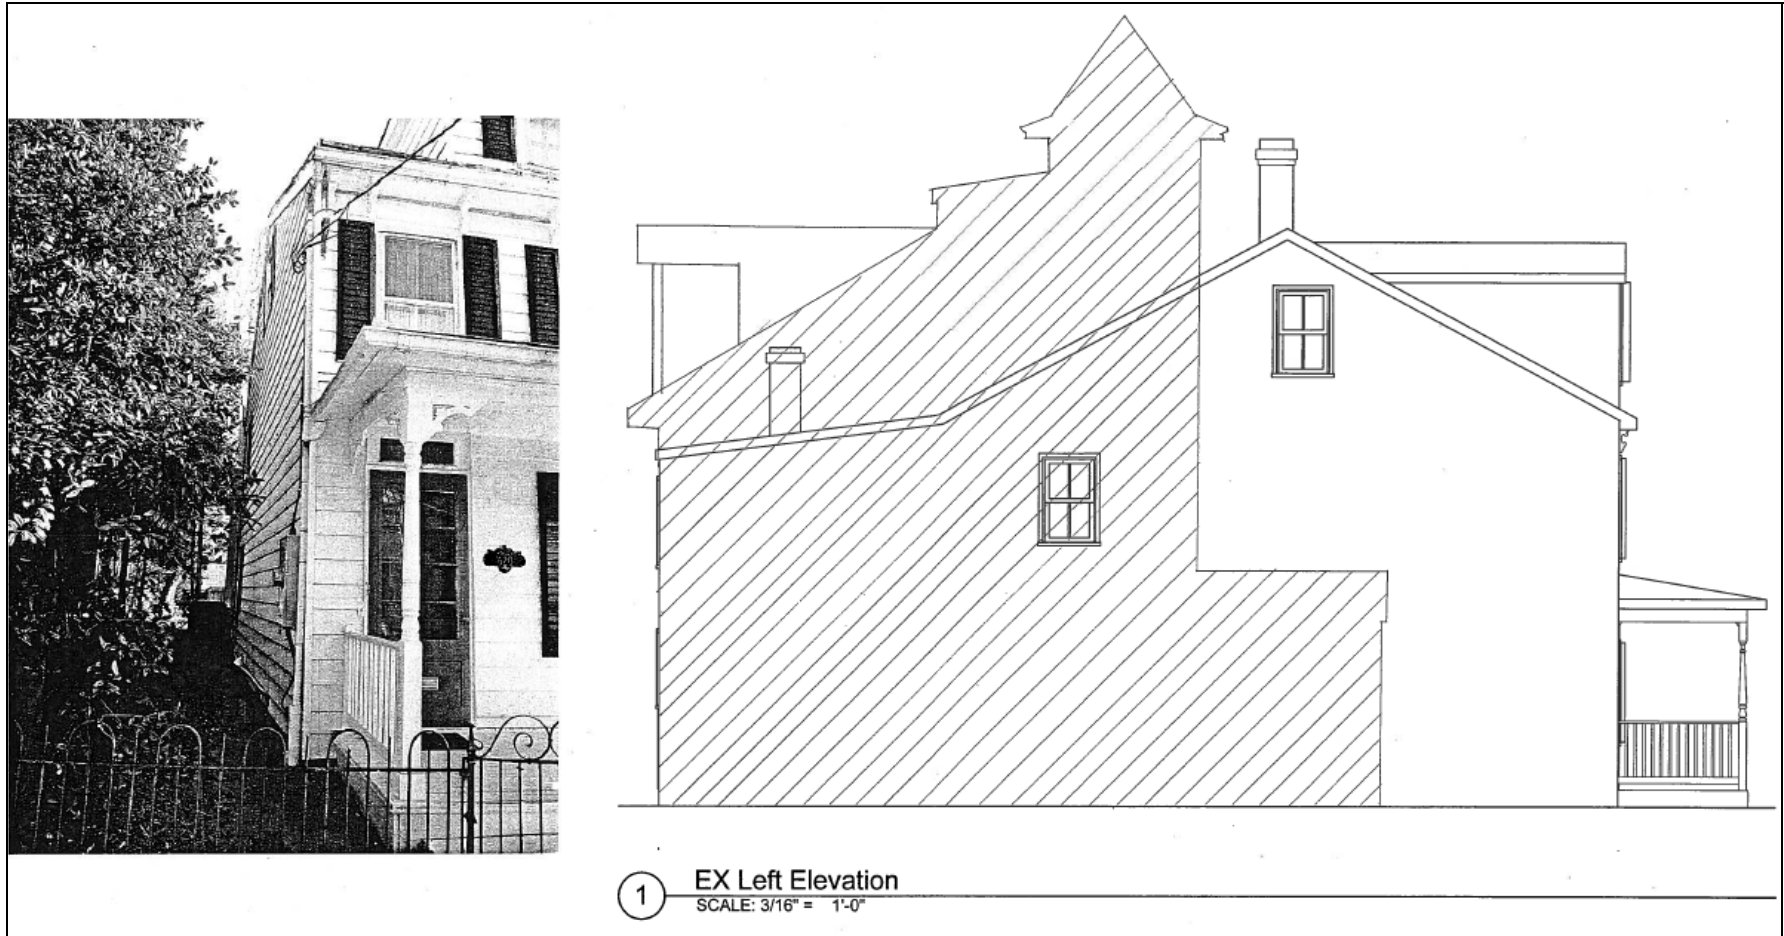 1
EX Left Elevation
SCALE: 3/16" = 1'-0"